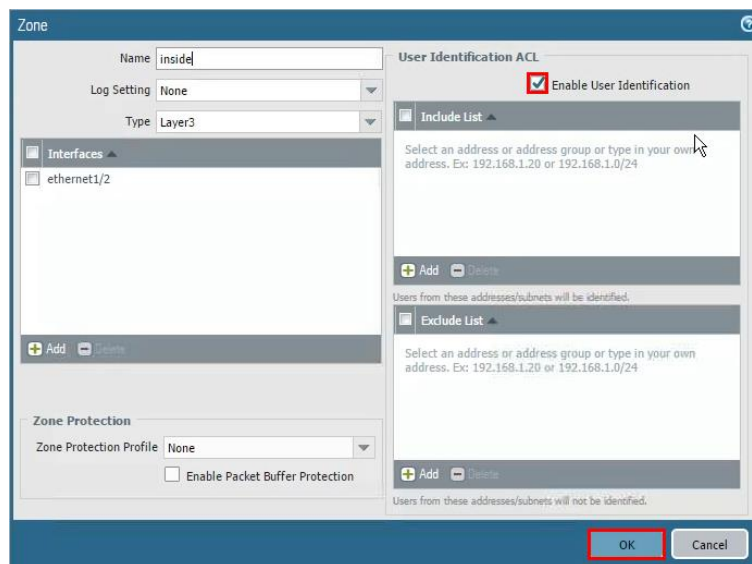 Zone
Name inside
Log Setting None
Type Layer3
Interfaces
ethernet1/2
Add Delete
Zone Protection
Zone Protection Profile None
Enable Packet Buffer Protection
User Identification ACL
Enable User Identification
Include List
Select an address or address group or type in your own
address. Ex: 192.168.1.20 or 192.168.1.0/24
Add Delete
Users from these addresses/subnets will be identified.
Exclude List
Select an address or address group or type in your own
address. Ex: 192.168.1.20 or 192.168.1.0/24
Add Delete
Users from these addresses/subnets will not be identified.
OK Cancel